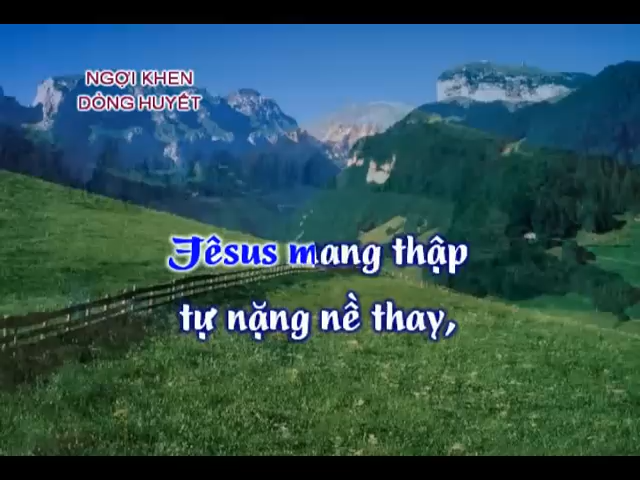 NGỢI KHEN
DÒNG HUYẾT
Jêsus mang thập
tự nặng nề thay,